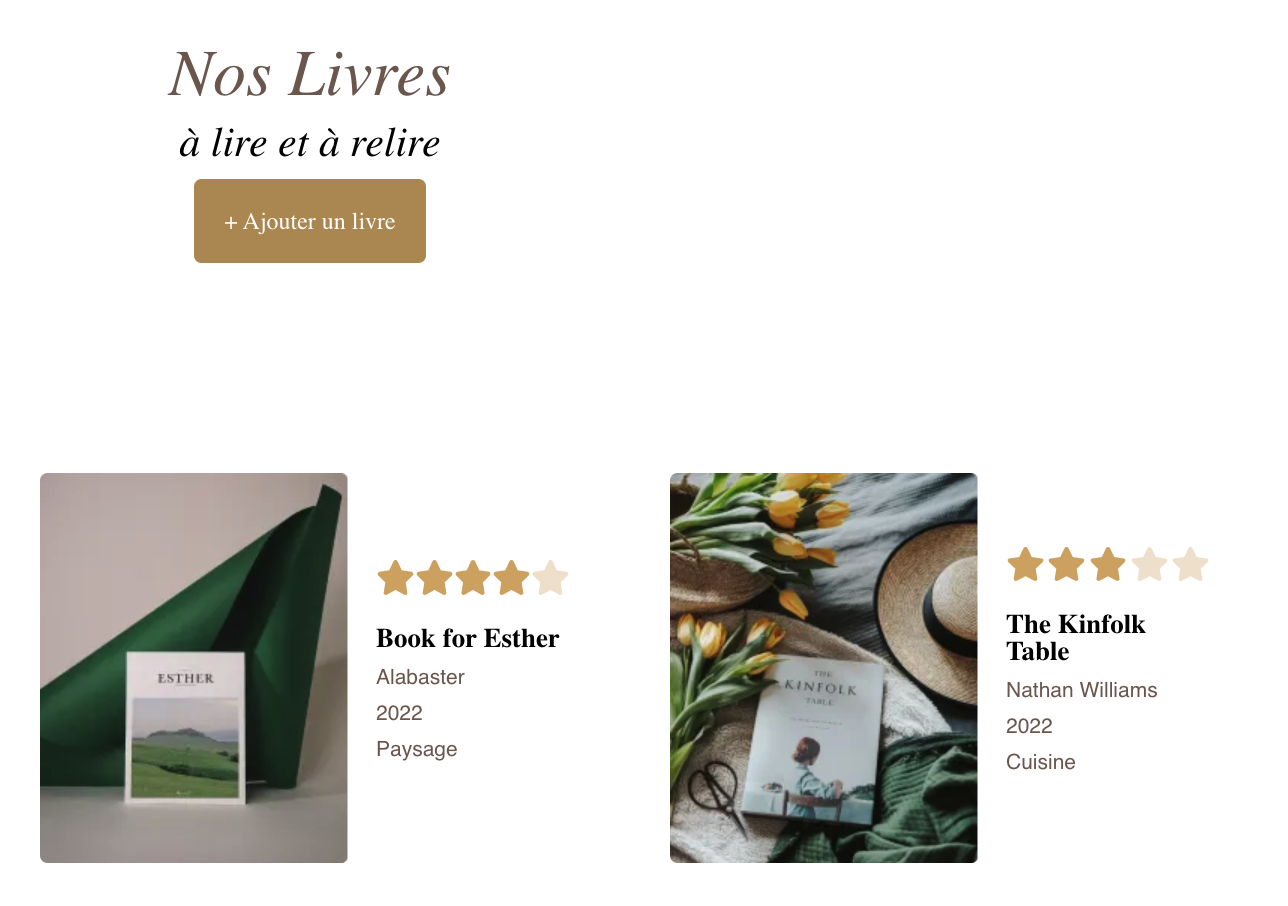 Nos Livres
à lire et à relire
+ Ajouter un livre
ESTHER
Book for Esther
Alabaster
2022
Paysage
THE
KINFOLK
TABLE
The Kinfolk
Table
Nathan Williams
2022
Cuisine